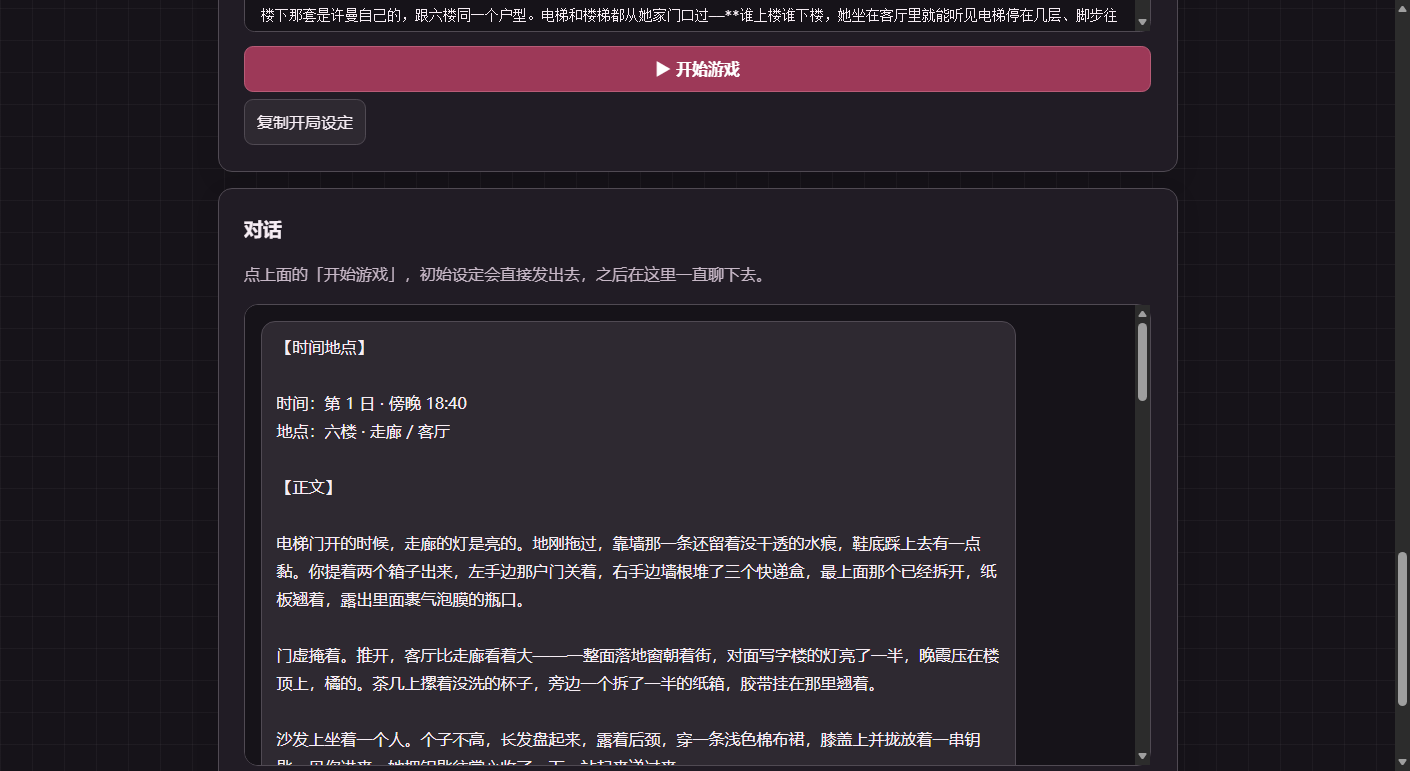 楼下那套是许曼自己的，跟六楼同一个户型。电梯和楼梯都从她家门口过——**谁上楼谁下楼，她坐在客厅里就能听见电梯停在几层、脚步往
▶ 开始游戏
复制开局设定
对话
点上面的「开始游戏」，初始设定会直接发出去，之后在这里一直聊下去。
【时间地点】
时间：第 1 日 · 傍晚 18:40
地点：六楼 · 走廊 / 客厅
【正文】
电梯门开的时候，走廊的灯是亮的。地刚拖过，靠墙那一条还留着没干透的水痕，鞋底踩上去有一点
黏。你提着两个箱子出来，左手边那户门关着，右手边墙根堆了三个快递盒，最上面那个已经拆开，纸
板翘着，露出里面裹气泡膜的瓶口。
门虚掩着。推开，客厅比走廊看着大——一整面落地窗朝着街，对面写字楼的灯亮了一半，晚霞压在楼
顶上，橘的。茶几上摞着没洗的杯子，旁边一个拆了一半的纸箱，胶带挂在那里翘着。
沙发上坐着一个人。个子不高，长发盘起来，露着后颈，穿一条浅色棉布裙，膝盖上并拢放着一串钥